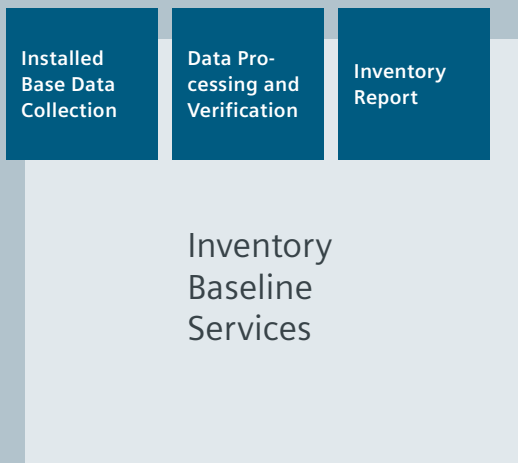 Installed
Base Data
Collection
Data Pro-
cessing and
Verification
Inventory
Report
Inventory
Baseline
Services